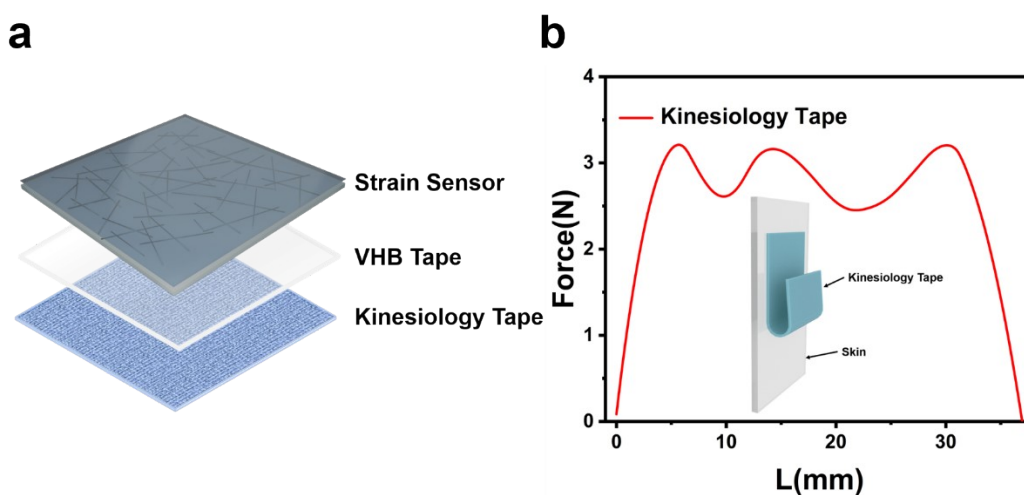 a
Strain Sensor
VHB Tape
Kinesiology Tape
b
Kinesiology Tape
4
3
2
1
0
Force(N)
Kinesiology Tape
Skin
0 10 20 30
L(mm)